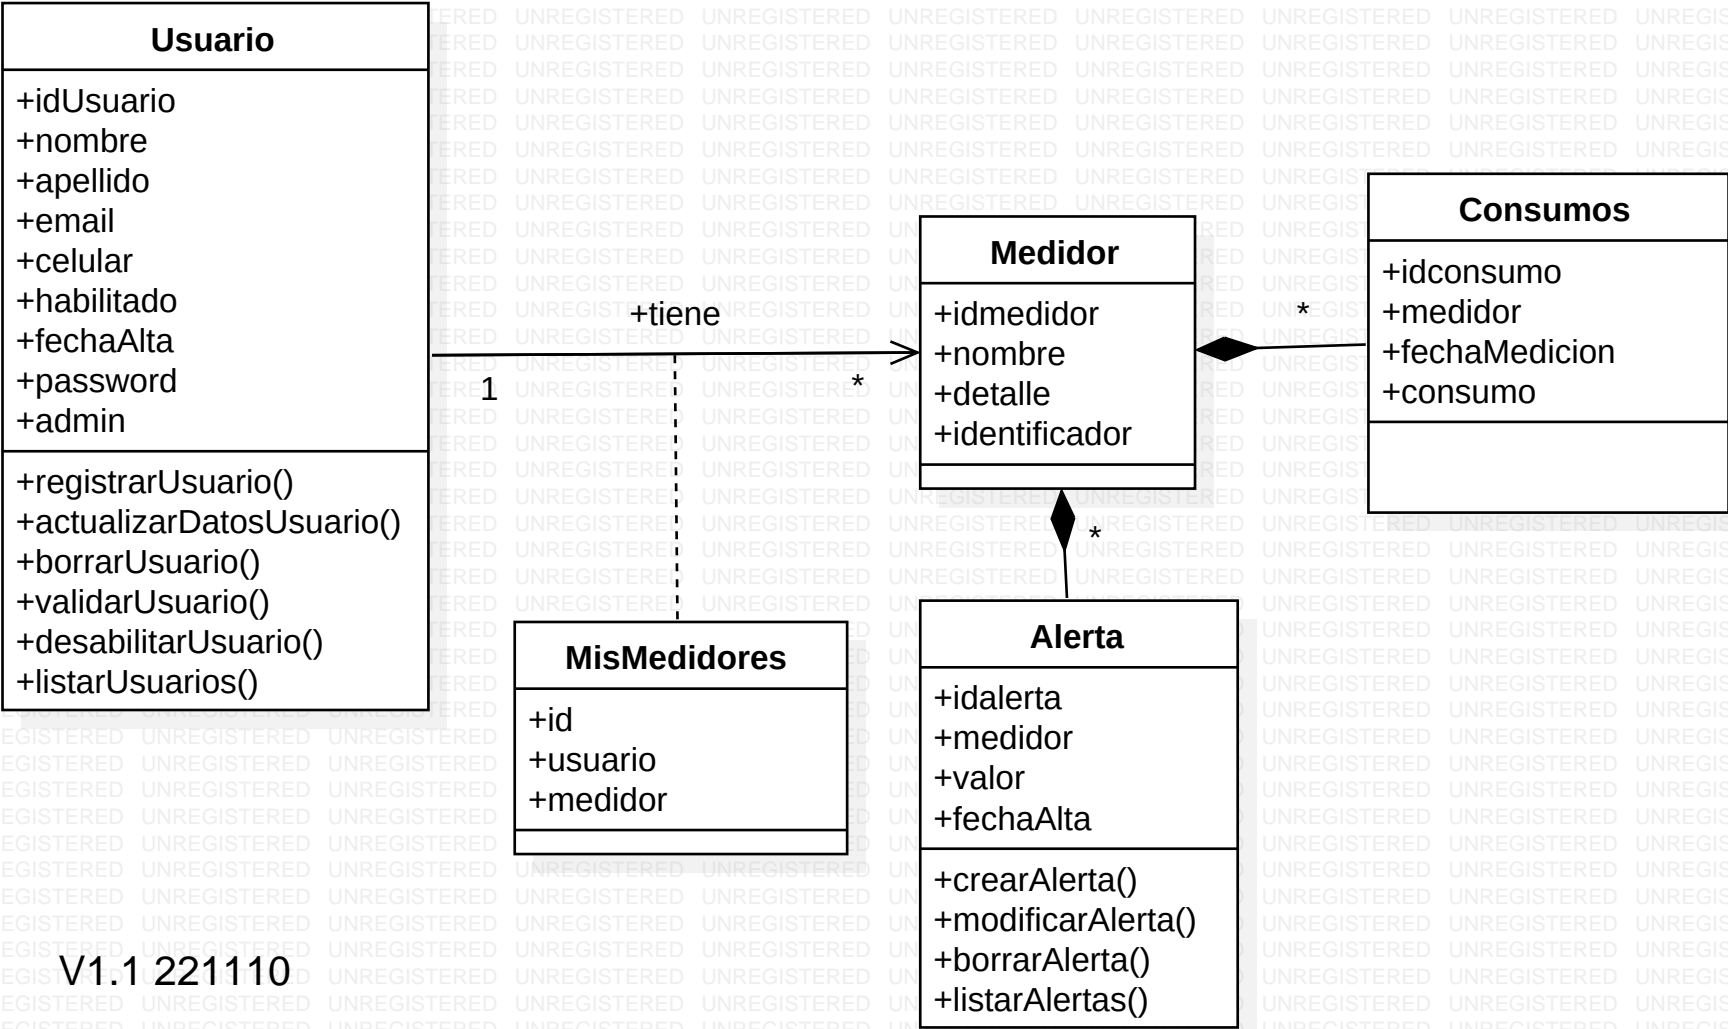 Usuario
+idUsuario
+nombre
+apellido
+email
+celular
+habilitado
+fechaAlta
+password
+admin
+registrarUsuario()
+actualizarDatosUsuario()
+borrarUsuario()
+validarUsuario()
+desabilitarUsuario()
+listarUsuarios()
+tiene
1
*
MisMedidores
+id
+usuario
+medidor
Medidor
+idmedidor
+nombre
+detalle
+identificador
*
*
Consumos
+idconsumo
+medidor
+fechaMedicion
+consumo
Alerta
+idalerta
+medidor
+valor
+fechaAlta
+crearAlerta()
+modificarAlerta()
+borrarAlerta()
+listarAlertas()
V1.1 221110
UNREGISTERED